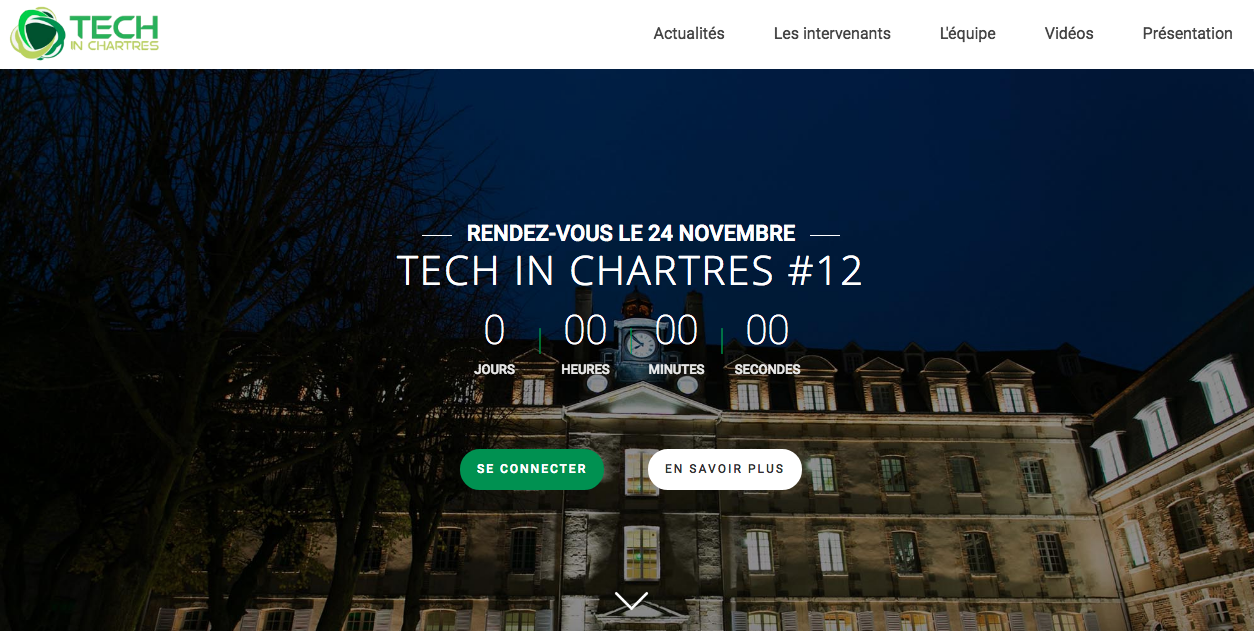 TECH
IN CHARTRES
Actualités Les intervenants L'équipe Vidéos Présentation
RENDEZ-VOUS LE 24 NOVEMBRE
TECH IN CHARTRES #12
0 00 00 00
JOURS HEURES MINUTES SECONDES
SE CONNECTER EN SAVOIR PLUS